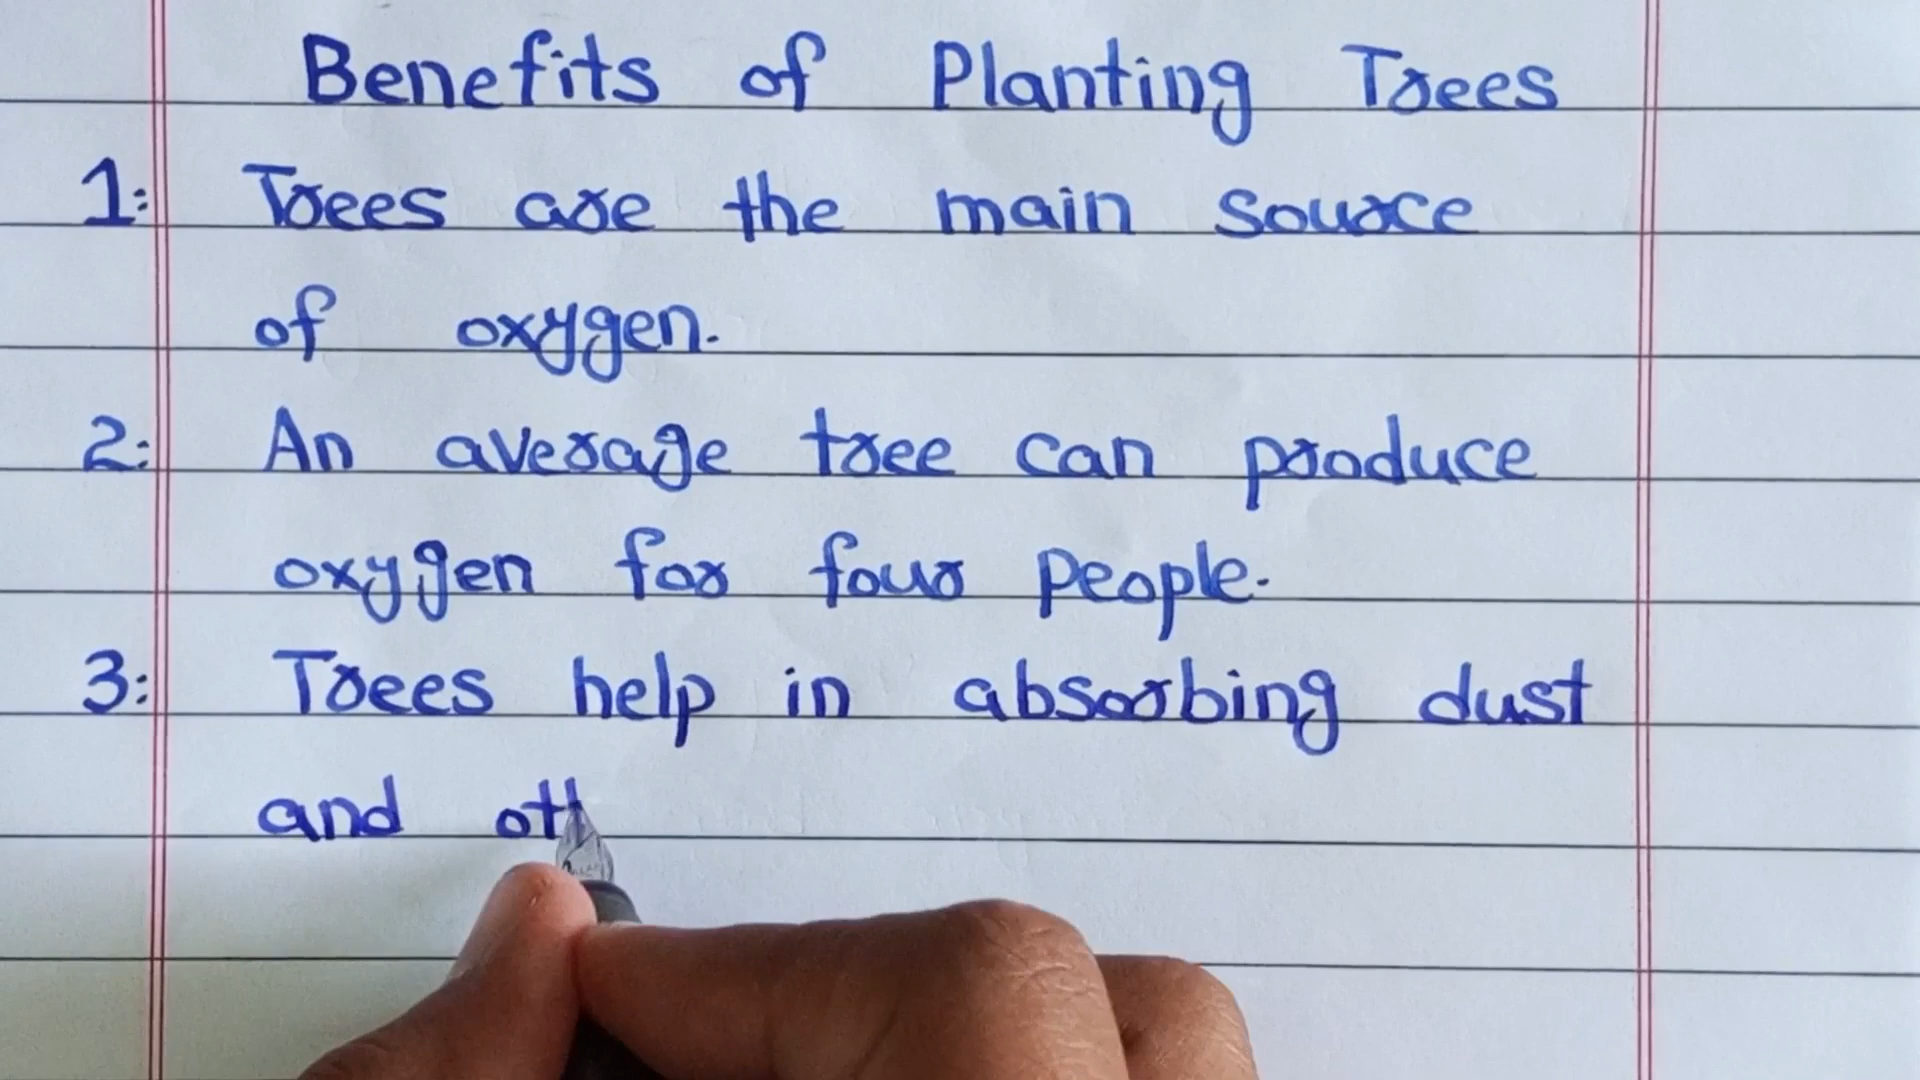 Benefits of Planting Trees
1: Trees are the main source
of oxygen.
2: An average tree can produce
oxygen for four people.
3: Trees help in absorbing dust
and oth